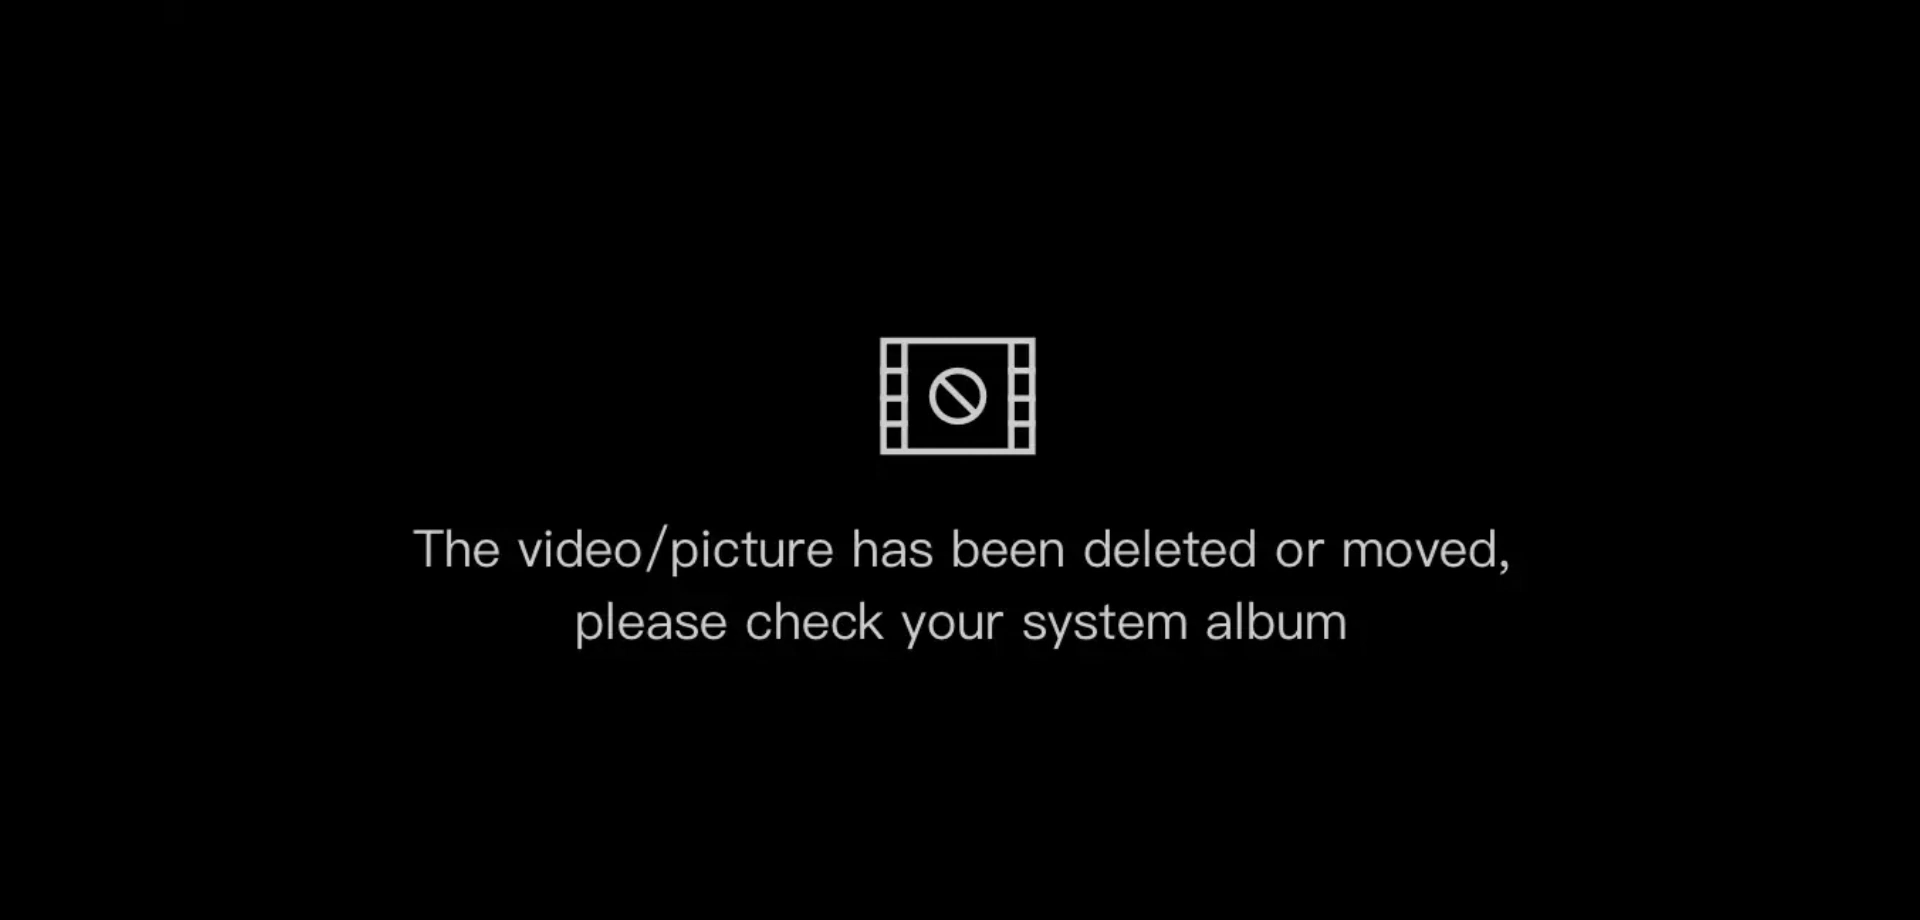 The video/picture has been deleted or moved,
please check your system album